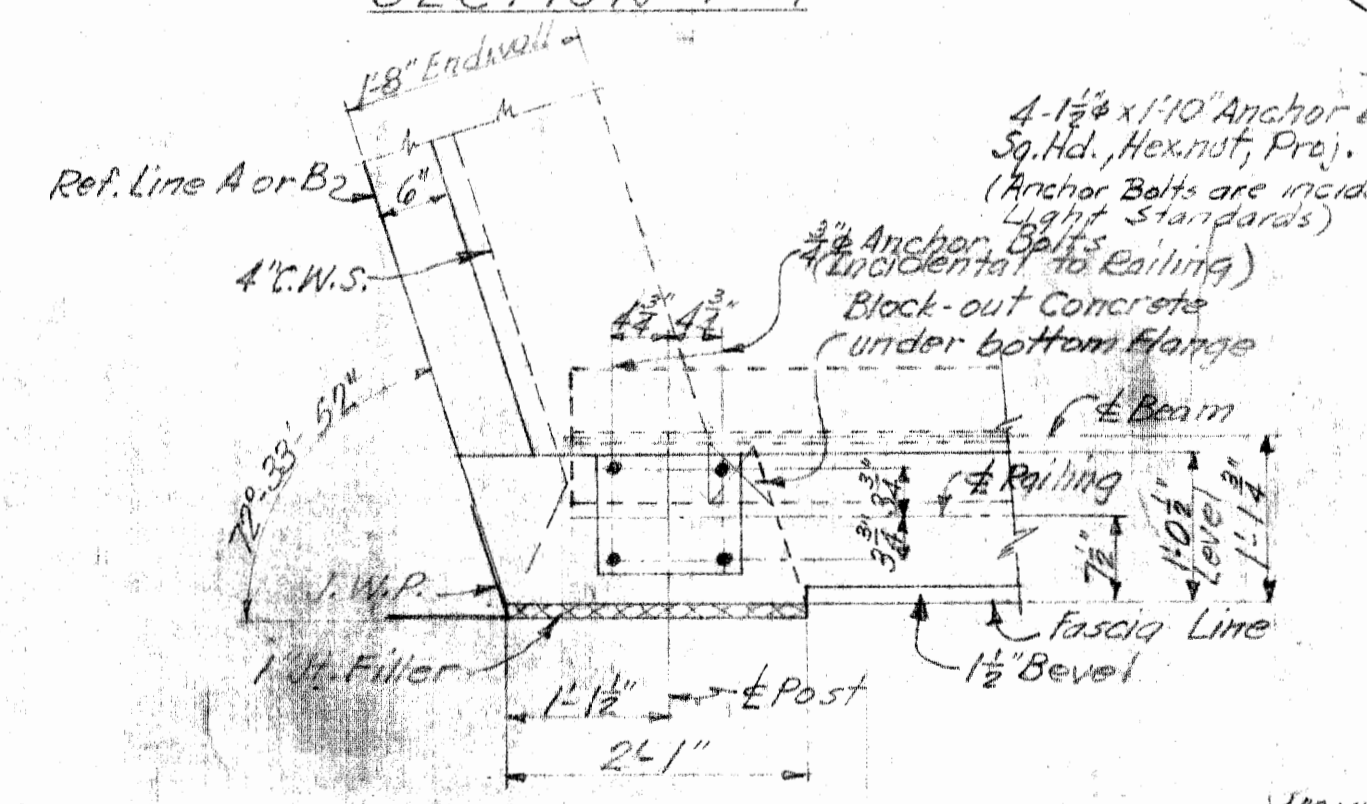 SECTION
1'-8" Endwall
Ref. Line A or B2
6"
4" C.W.S.
4-1½"ϕ x 1'-10" Anchor
Sq. Hd., Hex. nut, Proj.
(Anchor Bolts are incid
Light Standards)
¾"ϕ Anchor Bolts
(Incidental to Railing)
Block-out Concrete
under bottom Flange
4¾" 4¾"
℄ Beam
℄ Railing
3¾" 3¾"
7½"
1'-0½"
Level
1'-1¾"
72°-33'-52"
J.W.P.
1" Jt. Filler
Fascia Line
1½" Bevel
1'-1½"
℄ Post
2'-1"